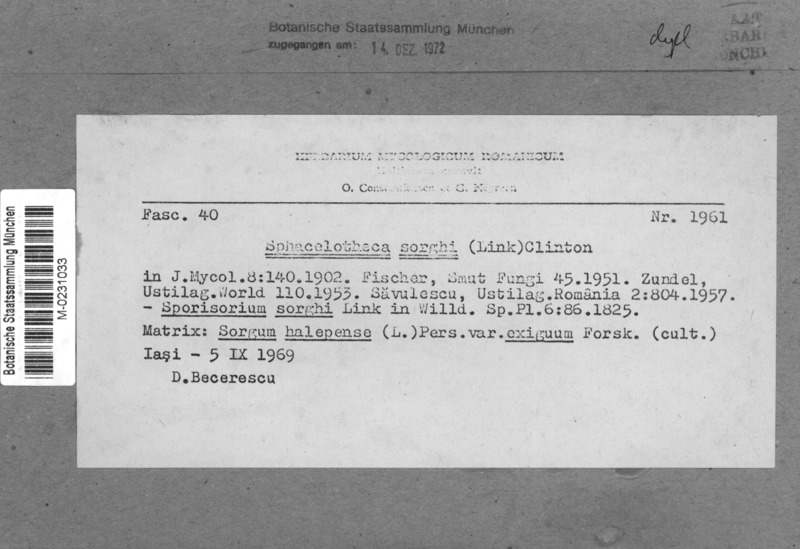 Botanische Staatssammlung München
zugegangen am: 14. DEZ. 1972
HERBARIUM MYCOLOGICUM ROMANICUM
O.
Fasc. 40 Nr. 1961
Sphacelotheca sorghi (Link)Clinton
in J.Mycol.8:140.1902. Fischer, Smut Fungi 45.1951. Zundel,
Ustilag.World 110.1953. Săvulescu, Ustilag.România 2:804.1957.
- Sporisorium sorghi Link in Willd. Sp.Pl.6:86.1825.
Matrix: Sorgum halepense (L.)Pers.var.exiguum Forsk. (cult.)
Iaşi - 5 IX 1969
D.Becerescu
Botanische Staatssammlung München
M-0231033